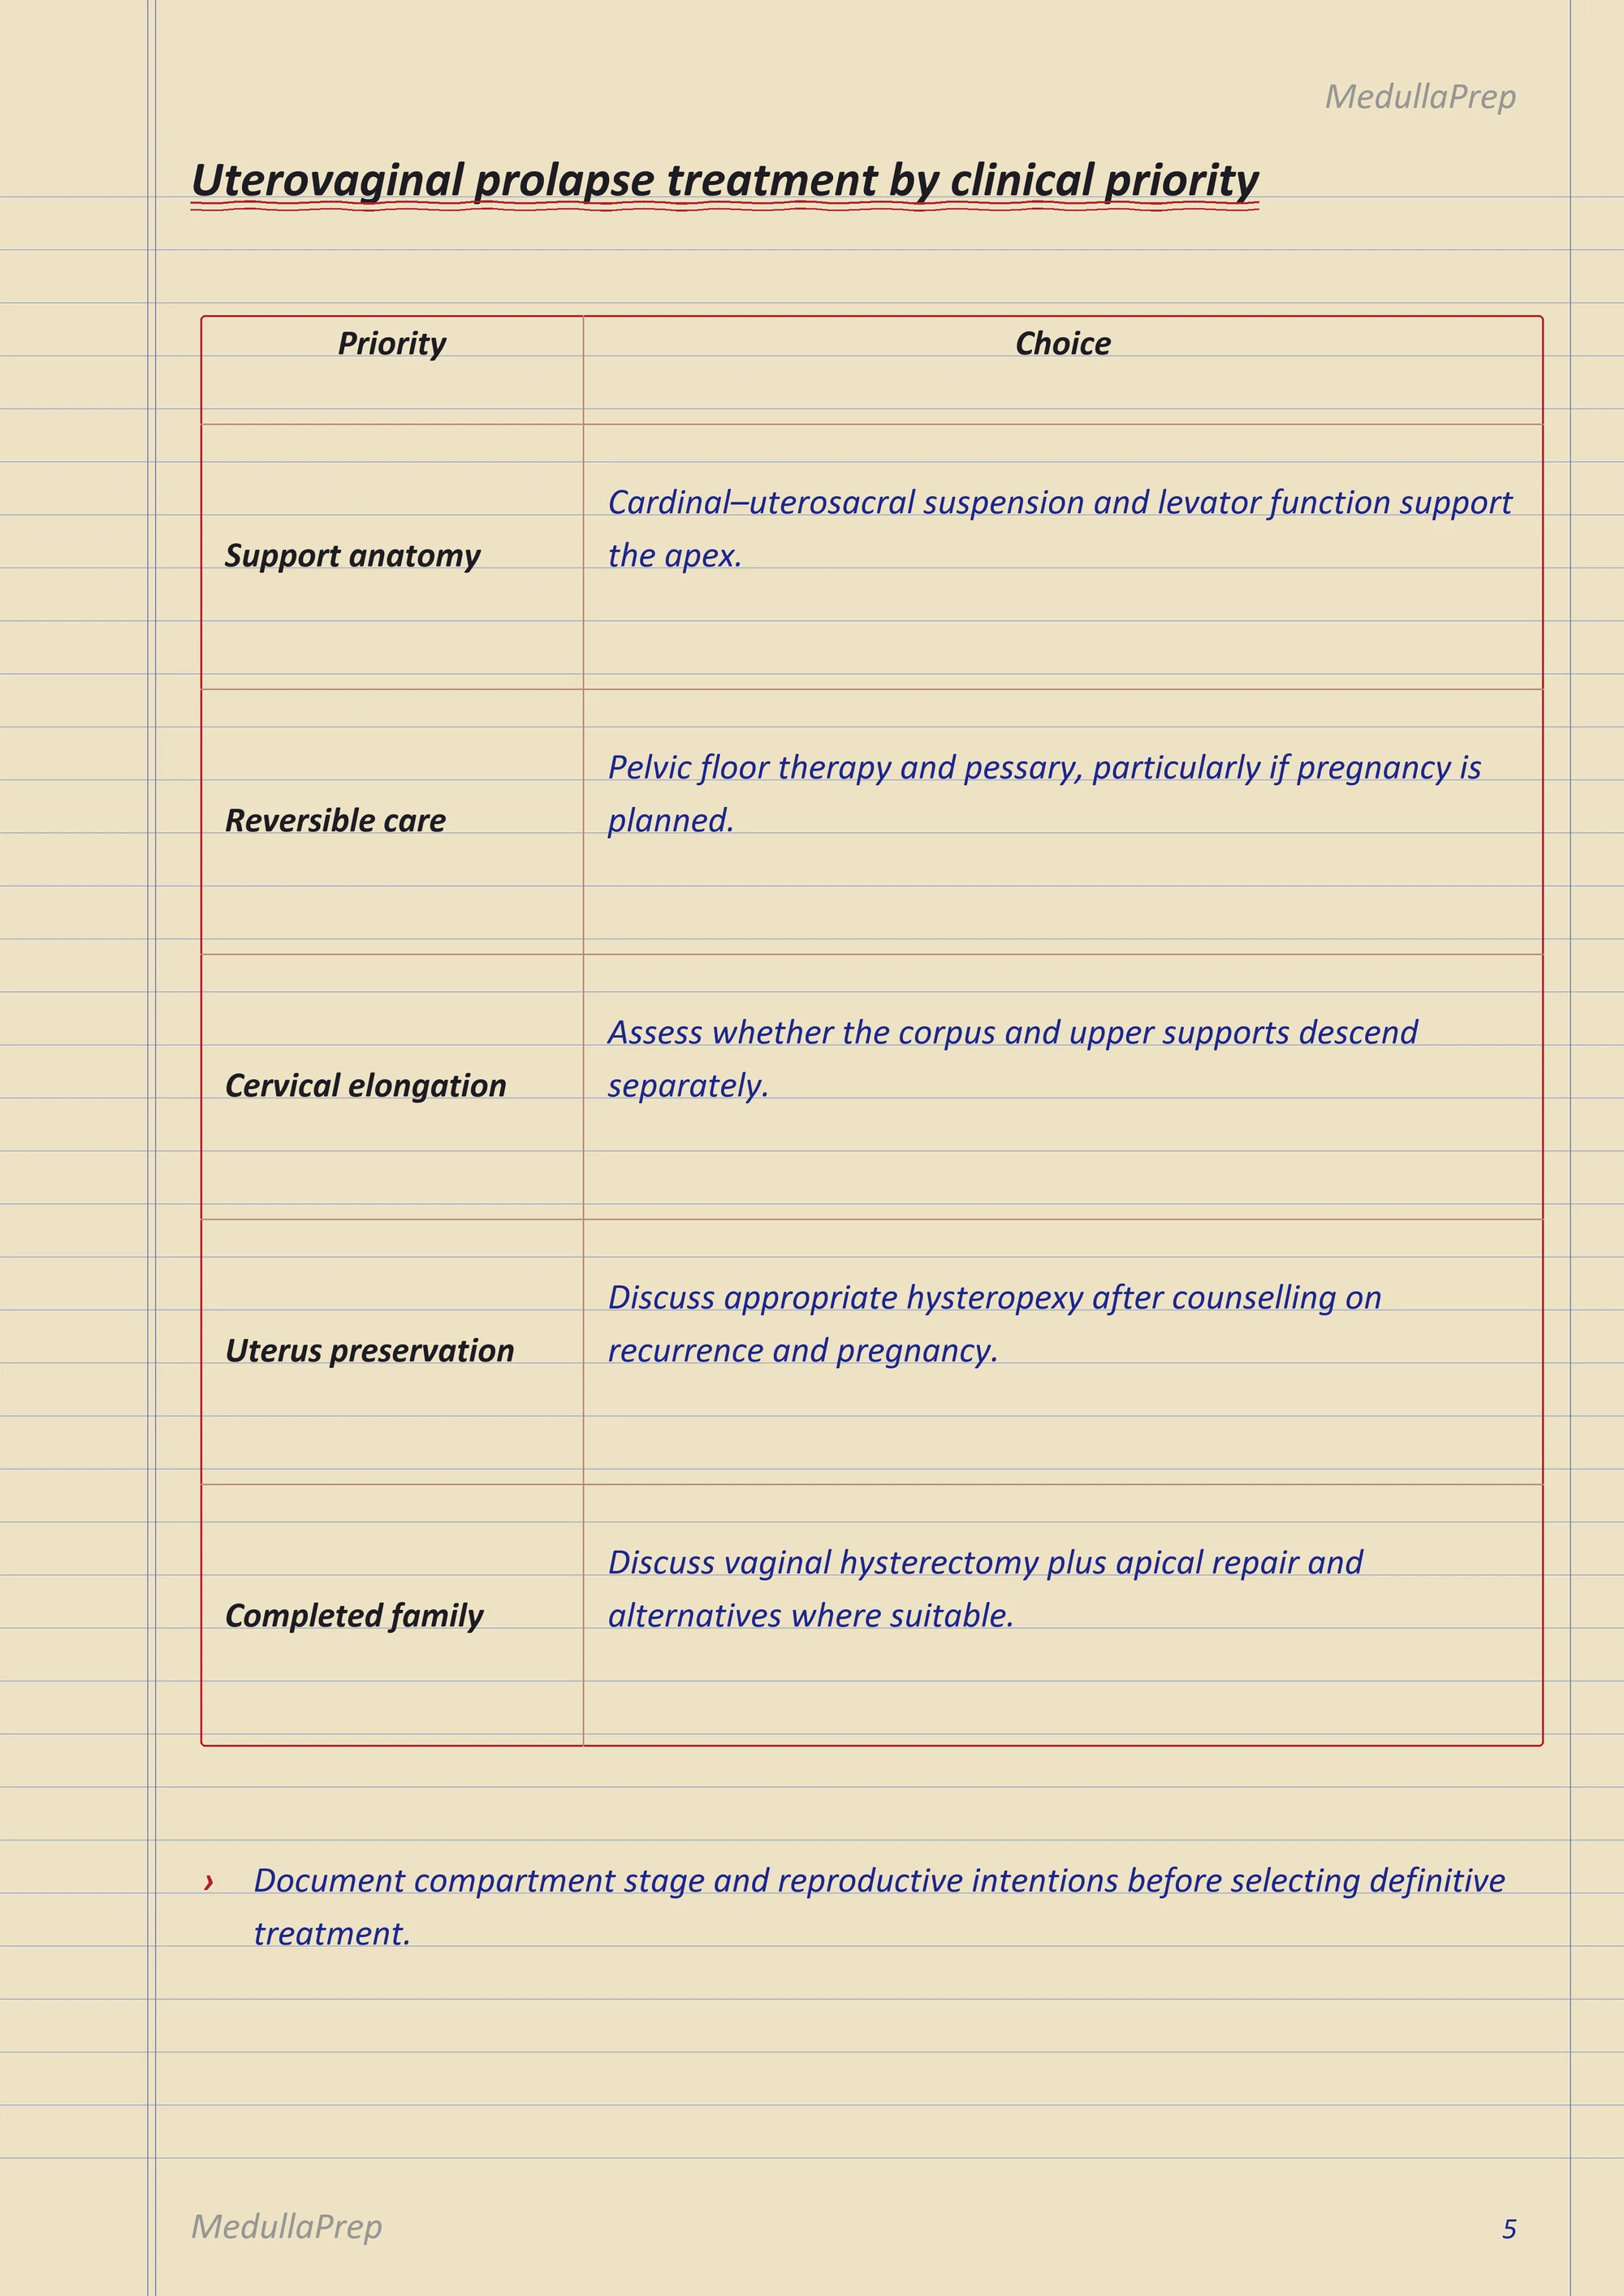 MedullaPrep
Uterovaginal prolapse treatment by clinical priority
Priority Choice
Cardinal–uterosacral suspension and levator function support
Support anatomy the apex.
Pelvic floor therapy and pessary, particularly if pregnancy is
Reversible care planned.
Assess whether the corpus and upper supports descend
Cervical elongation separately.
Discuss appropriate hysteropexy after counselling on
Uterus preservation recurrence and pregnancy.
Discuss vaginal hysterectomy plus apical repair and
Completed family alternatives where suitable.
› Document compartment stage and reproductive intentions before selecting definitive
treatment.
MedullaPrep 5